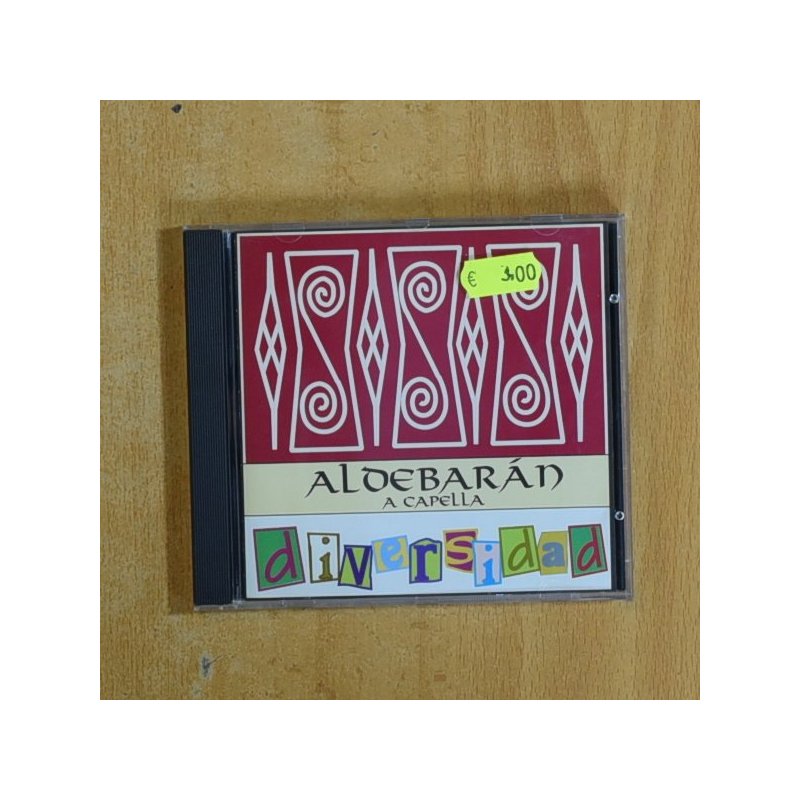 € 3.00
ALDEBARÁN
A CAPELLA
diversidad